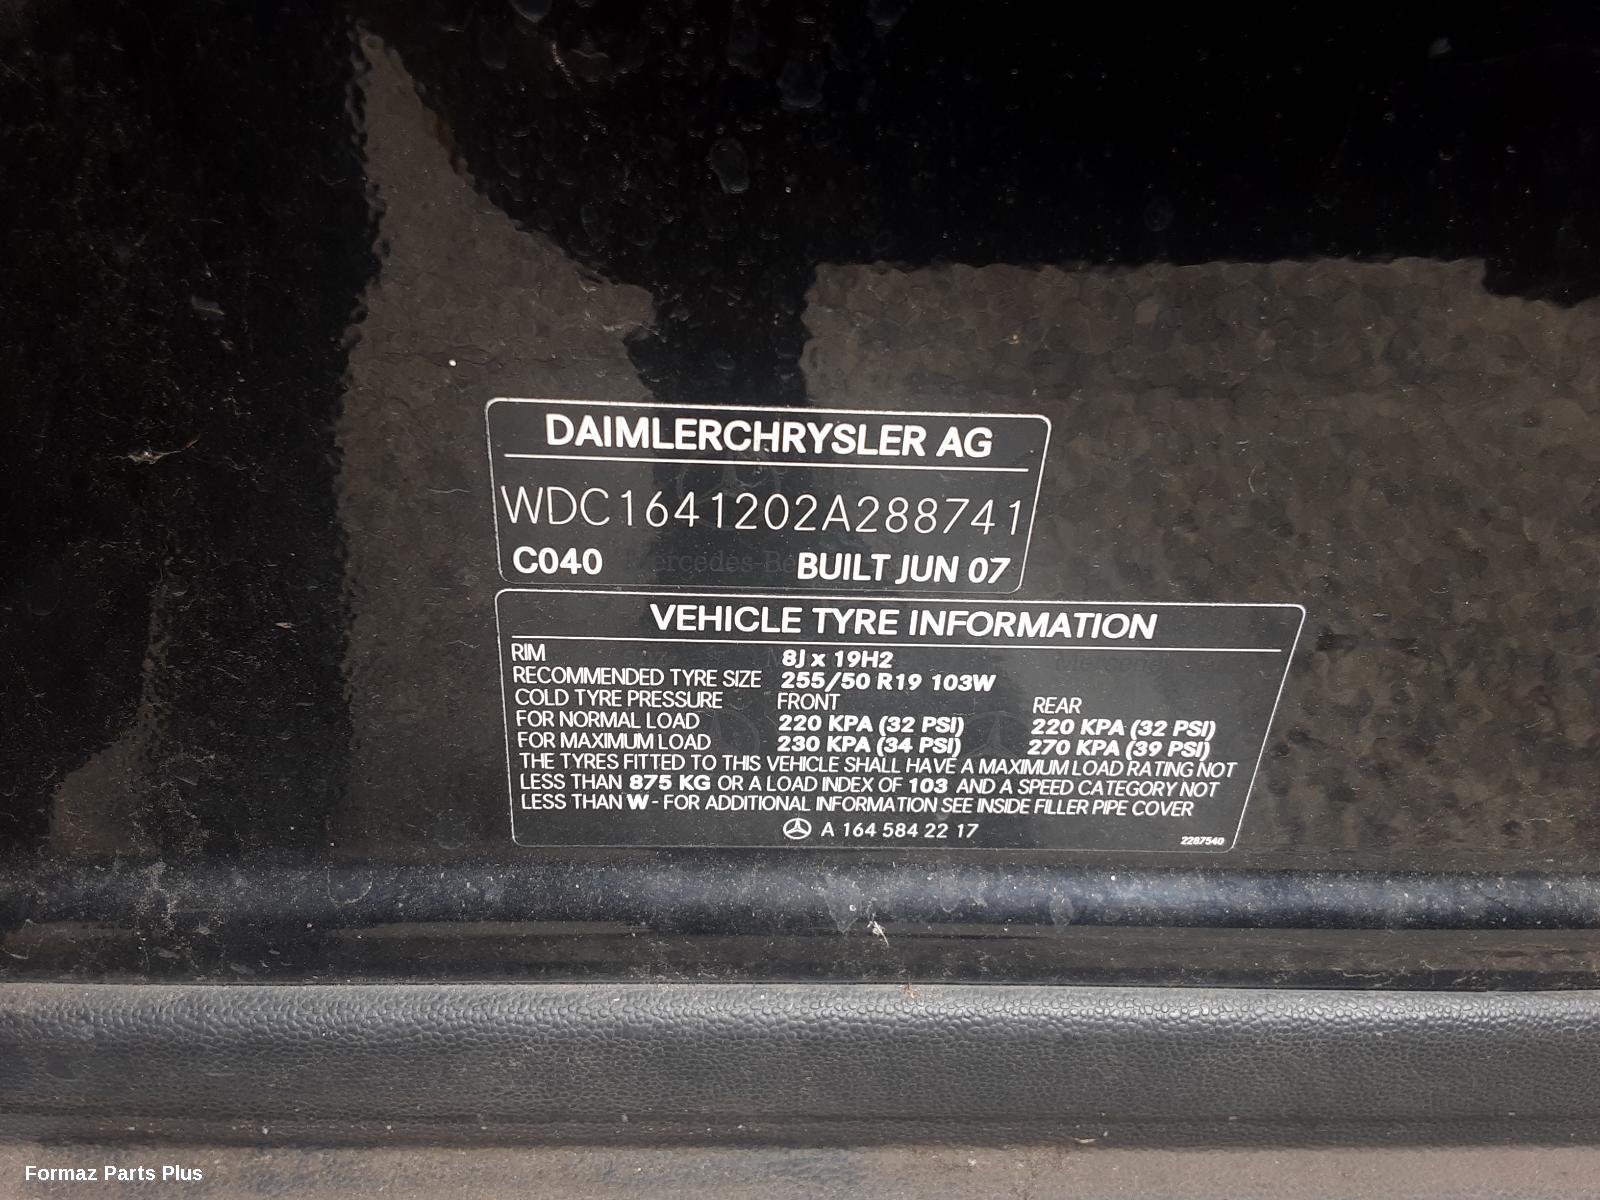 DAIMLERCHRYSLER AG
WDC1641202A288741
C040 BUILT JUN 07
VEHICLE TYRE INFORMATION
RIM 8J x 19H2
RECOMMENDED TYRE SIZE 255/50 R19 103W
COLD TYRE PRESSURE FRONT REAR
FOR NORMAL LOAD 220 KPA (32 PSI) 220 KPA (32 PSI)
FOR MAXIMUM LOAD 230 KPA (34 PSI) 270 KPA (39 PSI)
THE TYRES FITTED TO THIS VEHICLE SHALL HAVE A MAXIMUM LOAD RATING NOT
LESS THAN 875 KG OR A LOAD INDEX OF 103 AND A SPEED CATEGORY NOT
LESS THAN W - FOR ADDITIONAL INFORMATION SEE INSIDE FILLER PIPE COVER
A 164 584 22 17
2287540
Formaz Parts Plus